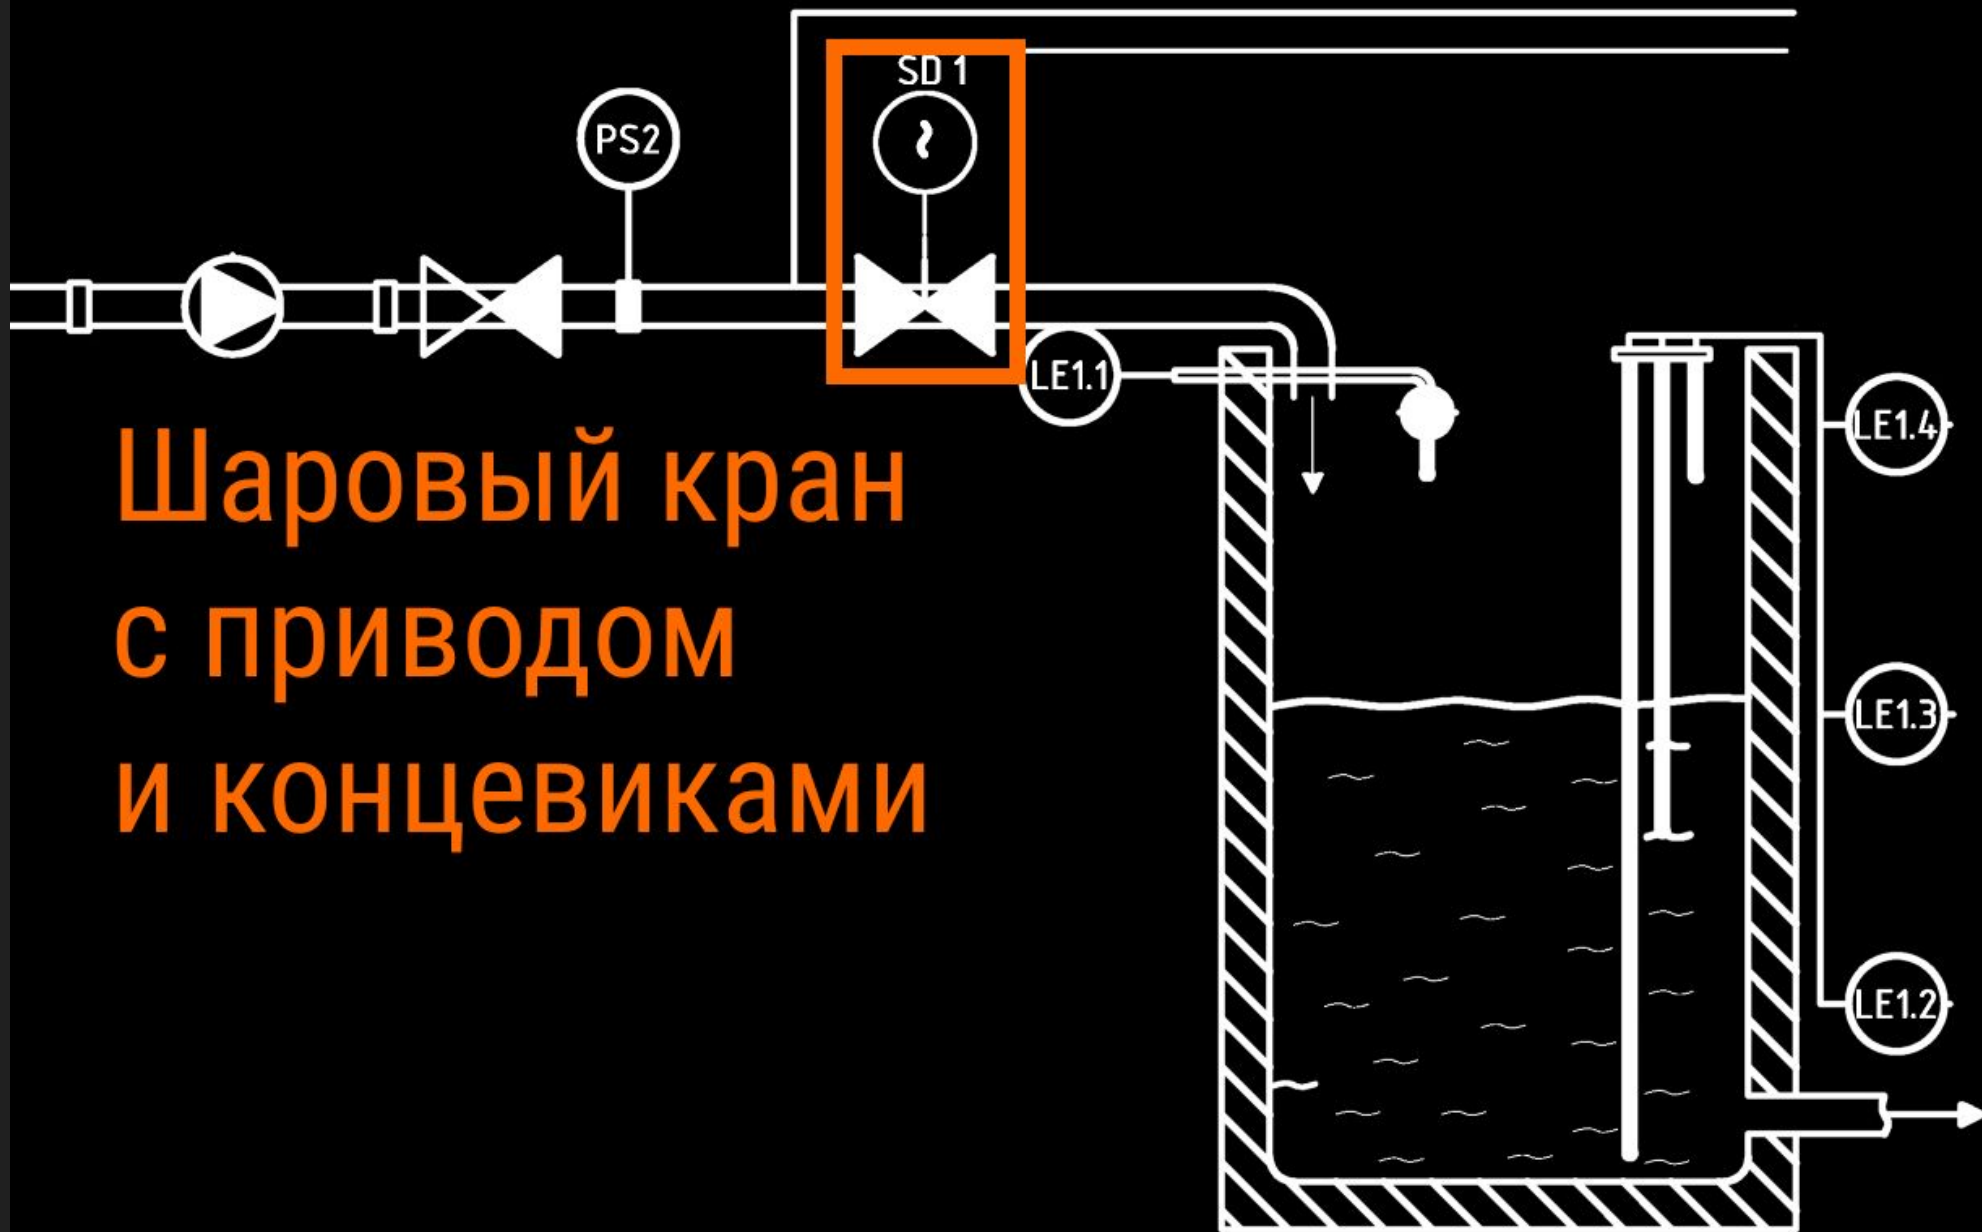 SD 1
PS2
LE1.1
LE1.4
Шаровый кран
с приводом
и концевиками
LE1.3
LE1.2